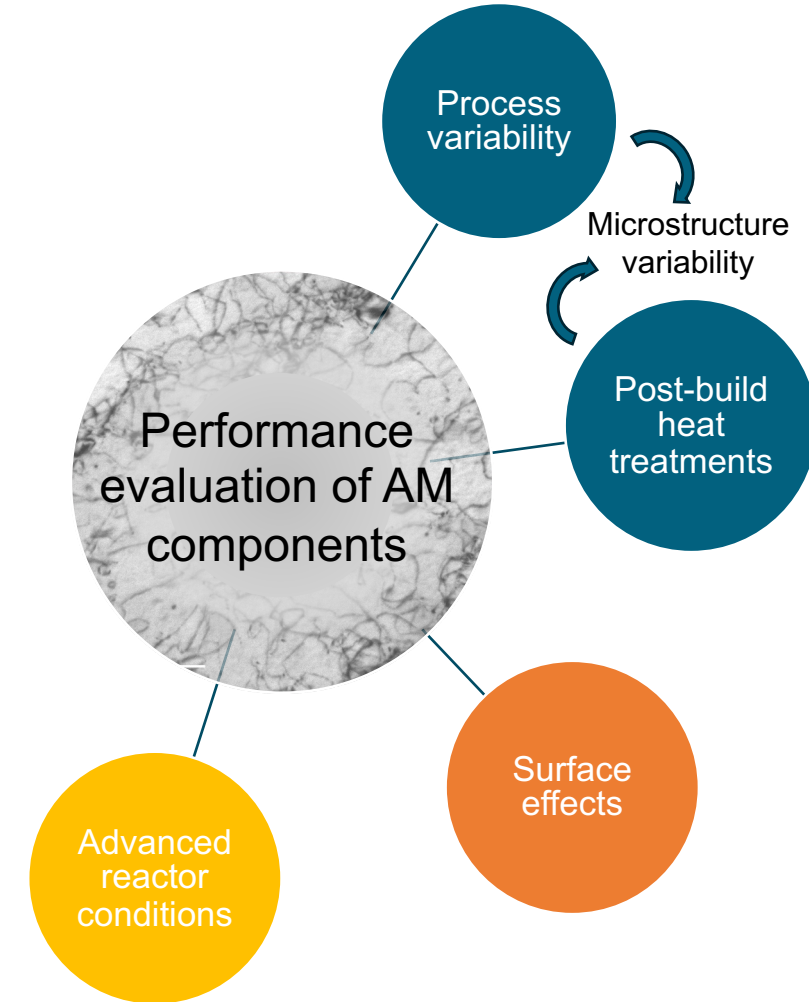 Process
variability
Microstructure
variability
Post-build
heat
treatments
Performance
evaluation of AM
components
Surface
effects
Advanced
reactor
conditions